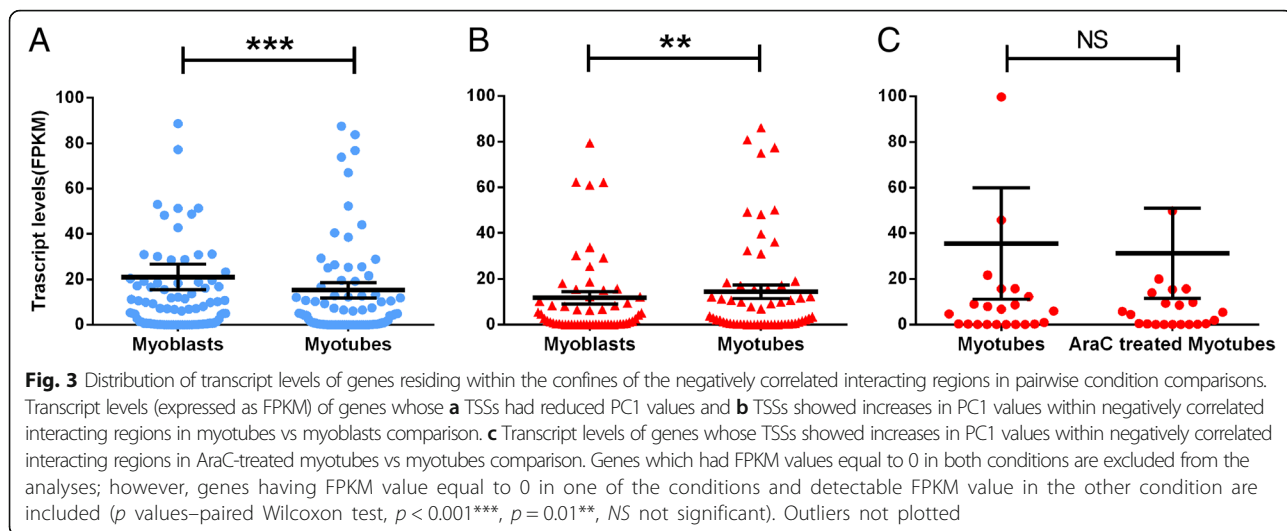 A
***
B
**
C
NS
Trascript levels(FPKM)
100
80
60
40
20
0
Myoblasts
Myotubes
100
80
60
40
20
0
Myoblasts
Myotubes
100
80
60
40
20
0
Myotubes
AraC treated Myotubes
Fig. 3 Distribution of transcript levels of genes residing within the confines of the negatively correlated interacting regions in pairwise condition comparisons.
Transcript levels (expressed as FPKM) of genes whose a TSSs had reduced PC1 values and b TSSs showed increases in PC1 values within negatively correlated
interacting regions in myotubes vs myoblasts comparison. c Transcript levels of genes whose TSSs showed increases in PC1 values within negatively correlated
interacting regions in AraC-treated myotubes vs myotubes comparison. Genes which had FPKM values equal to 0 in both conditions are excluded from the
analyses; however, genes having FPKM value equal to 0 in one of the conditions and detectable FPKM value in the other condition are
included (p values–paired Wilcoxon test, p < 0.001***, p = 0.01**, NS not significant). Outliers not plotted